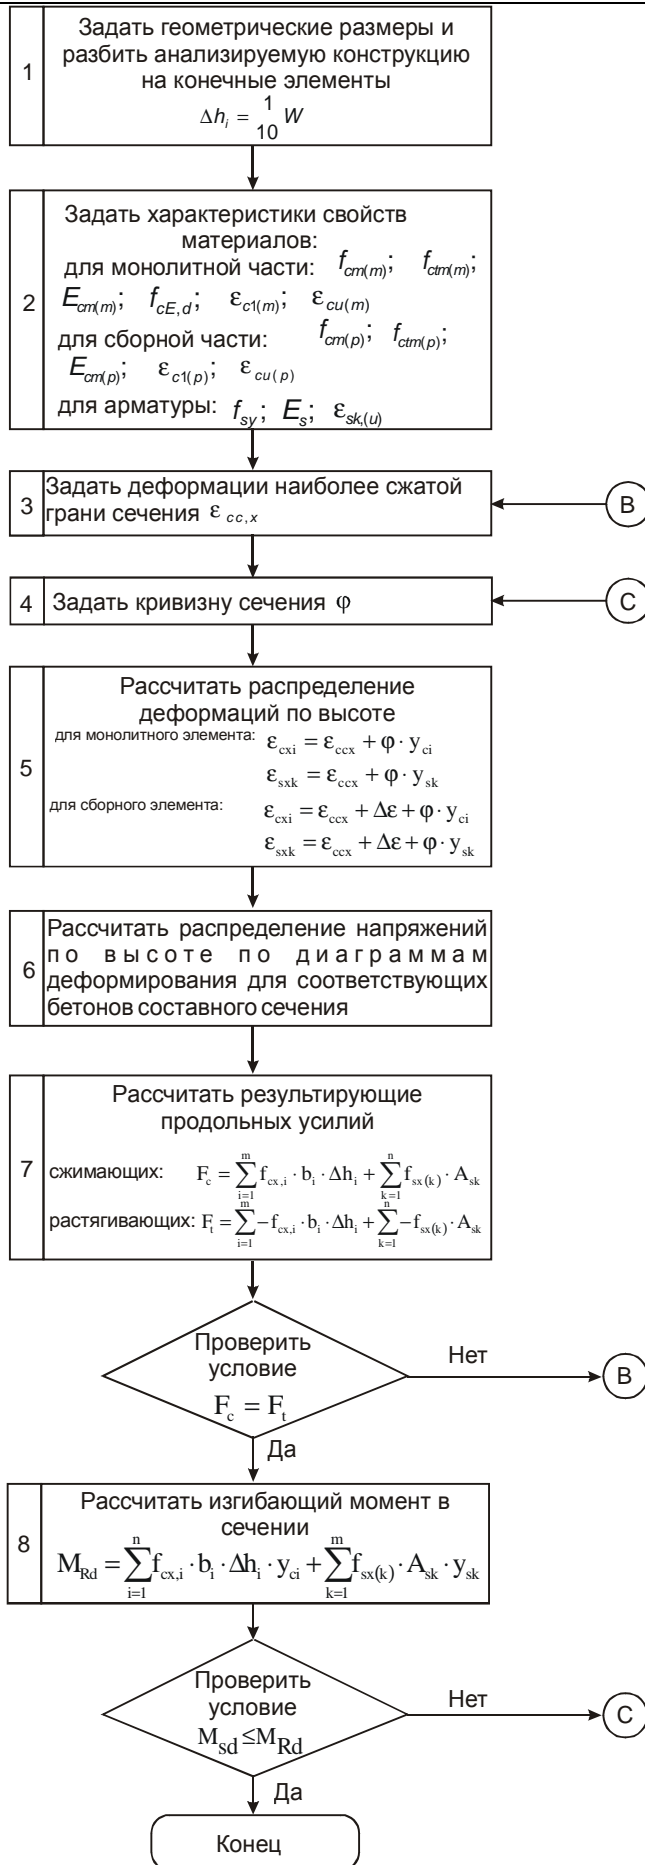 1
Задать геометрические размеры и
разбить анализируемую конструкцию
на конечные элементы
Δh_i = 1/10 W
2
Задать характеристики свойств
материалов:
для монолитной части: f_cm(m); f_ctm(m);
E_cm(m); f_cE,d; ε_c1(m); ε_cu(m)
для сборной части: f_cm(p); f_ctm(p);
E_cm(p); ε_c1(p); ε_cu(p)
для арматуры: f_sy; E_s; ε_sk,(u)
3
Задать деформации наиболее сжатой
грани сечения ε_cc,x
B
4
Задать кривизну сечения φ
C
5
Рассчитать распределение
деформаций по высоте
для монолитного элемента: ε_cxi = ε_ccx + φ · y_ci
ε_sxk = ε_ccx + φ · y_sk
для сборного элемента: ε_cxi = ε_ccx + Δε + φ · y_ci
ε_sxk = ε_ccx + Δε + φ · y_sk
6
Рассчитать распределение напряжений
по высоте по диаграммам
деформирования для соответствующих
бетонов составного сечения
7
Рассчитать результирующие
продольных усилий
сжимающих: F_c = ∑_{i=1}^{m} f_cx,i · b_i · Δh_i + ∑_{k=1}^{n} f_sx(k) · A_sk
растягивающих: F_t = ∑_{i=1}^{m} −f_cx,i · b_i · Δh_i + ∑_{k=1}^{n} −f_sx(k) · A_sk
Проверить
условие
F_c = F_t
Нет
B
Да
8
Рассчитать изгибающий момент в
сечении
M_Rd = ∑_{i=1}^{n} f_cx,i · b_i · Δh_i · y_ci + ∑_{k=1}^{m} f_sx(k) · A_sk · y_sk
Проверить
условие
M_sd ≤ M_Rd
Нет
C
Да
Конец